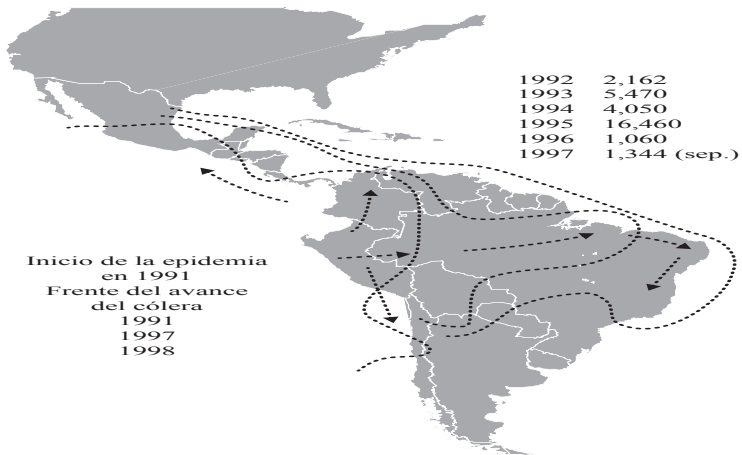 1992 2,162
1993 5,470
1994 4,050
1995 16,460
1996 1,060
1997 1,344 (sep.)
Inicio de la epidemia
en 1991
Frente del avance
del cólera
1991
1997
1998